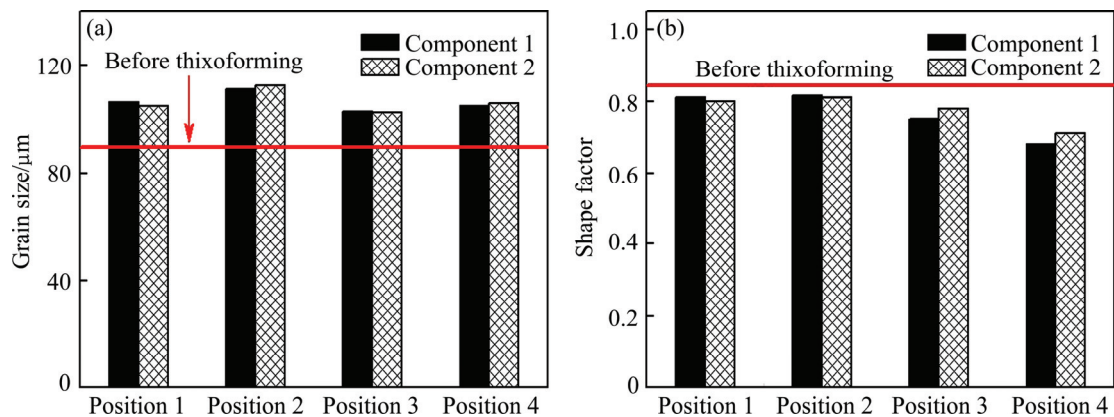 (a)
Component 1
Component 2
Before thixoforming
120
80
40
0
Grain size/μm
Position 1 Position 2 Position 3 Position 4
(b)
Component 1
Component 2
Before thixoforming
1.0
0.8
0.6
0.4
0.2
0
Shape factor
Position 1 Position 2 Position 3 Position 4